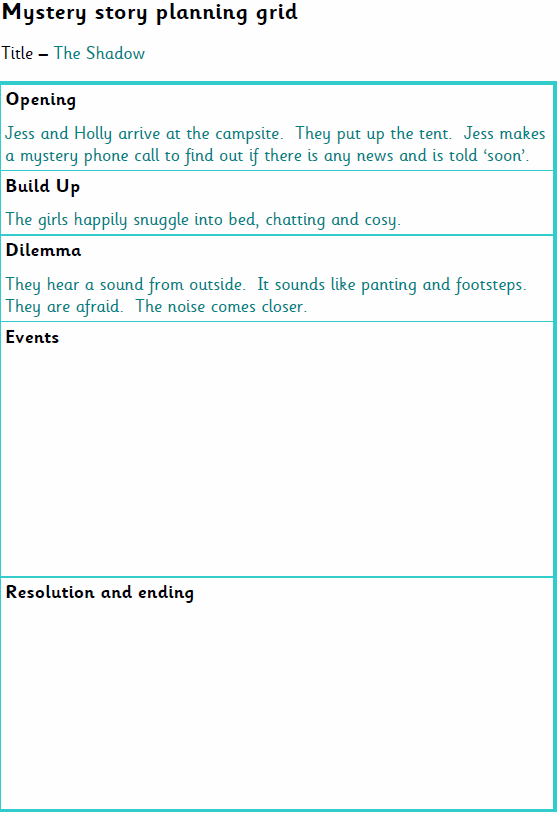 Mystery story planning grid
Title – The Shadow
Opening
Jess and Holly arrive at the campsite. They put up the tent. Jess makes
a mystery phone call to find out if there is any news and is told ‘soon’.
Build Up
The girls happily snuggle into bed, chatting and cosy.
Dilemma
They hear a sound from outside. It sounds like panting and footsteps.
They are afraid. The noise comes closer.
Events
Resolution and ending